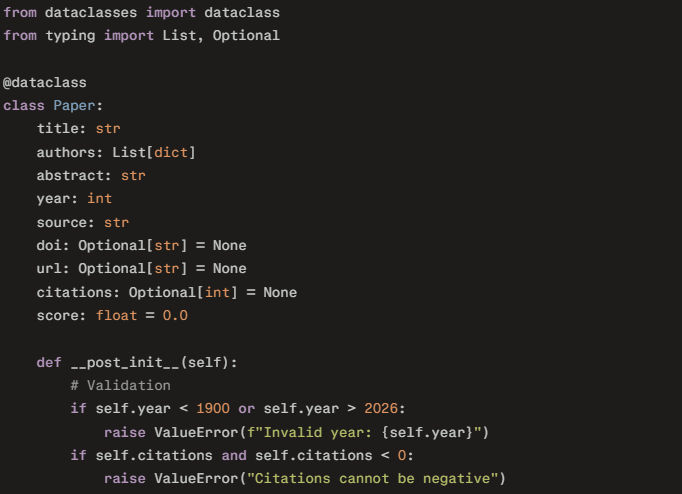 from dataclasses import dataclass
from typing import List, Optional

@dataclass
class Paper:
    title: str
    authors: List[dict]
    abstract: str
    year: int
    source: str
    doi: Optional[str] = None
    url: Optional[str] = None
    citations: Optional[int] = None
    score: float = 0.0

    def __post_init__(self):
        # Validation
        if self.year < 1900 or self.year > 2026:
            raise ValueError(f"Invalid year: {self.year}")
        if self.citations and self.citations < 0:
            raise ValueError("Citations cannot be negative")